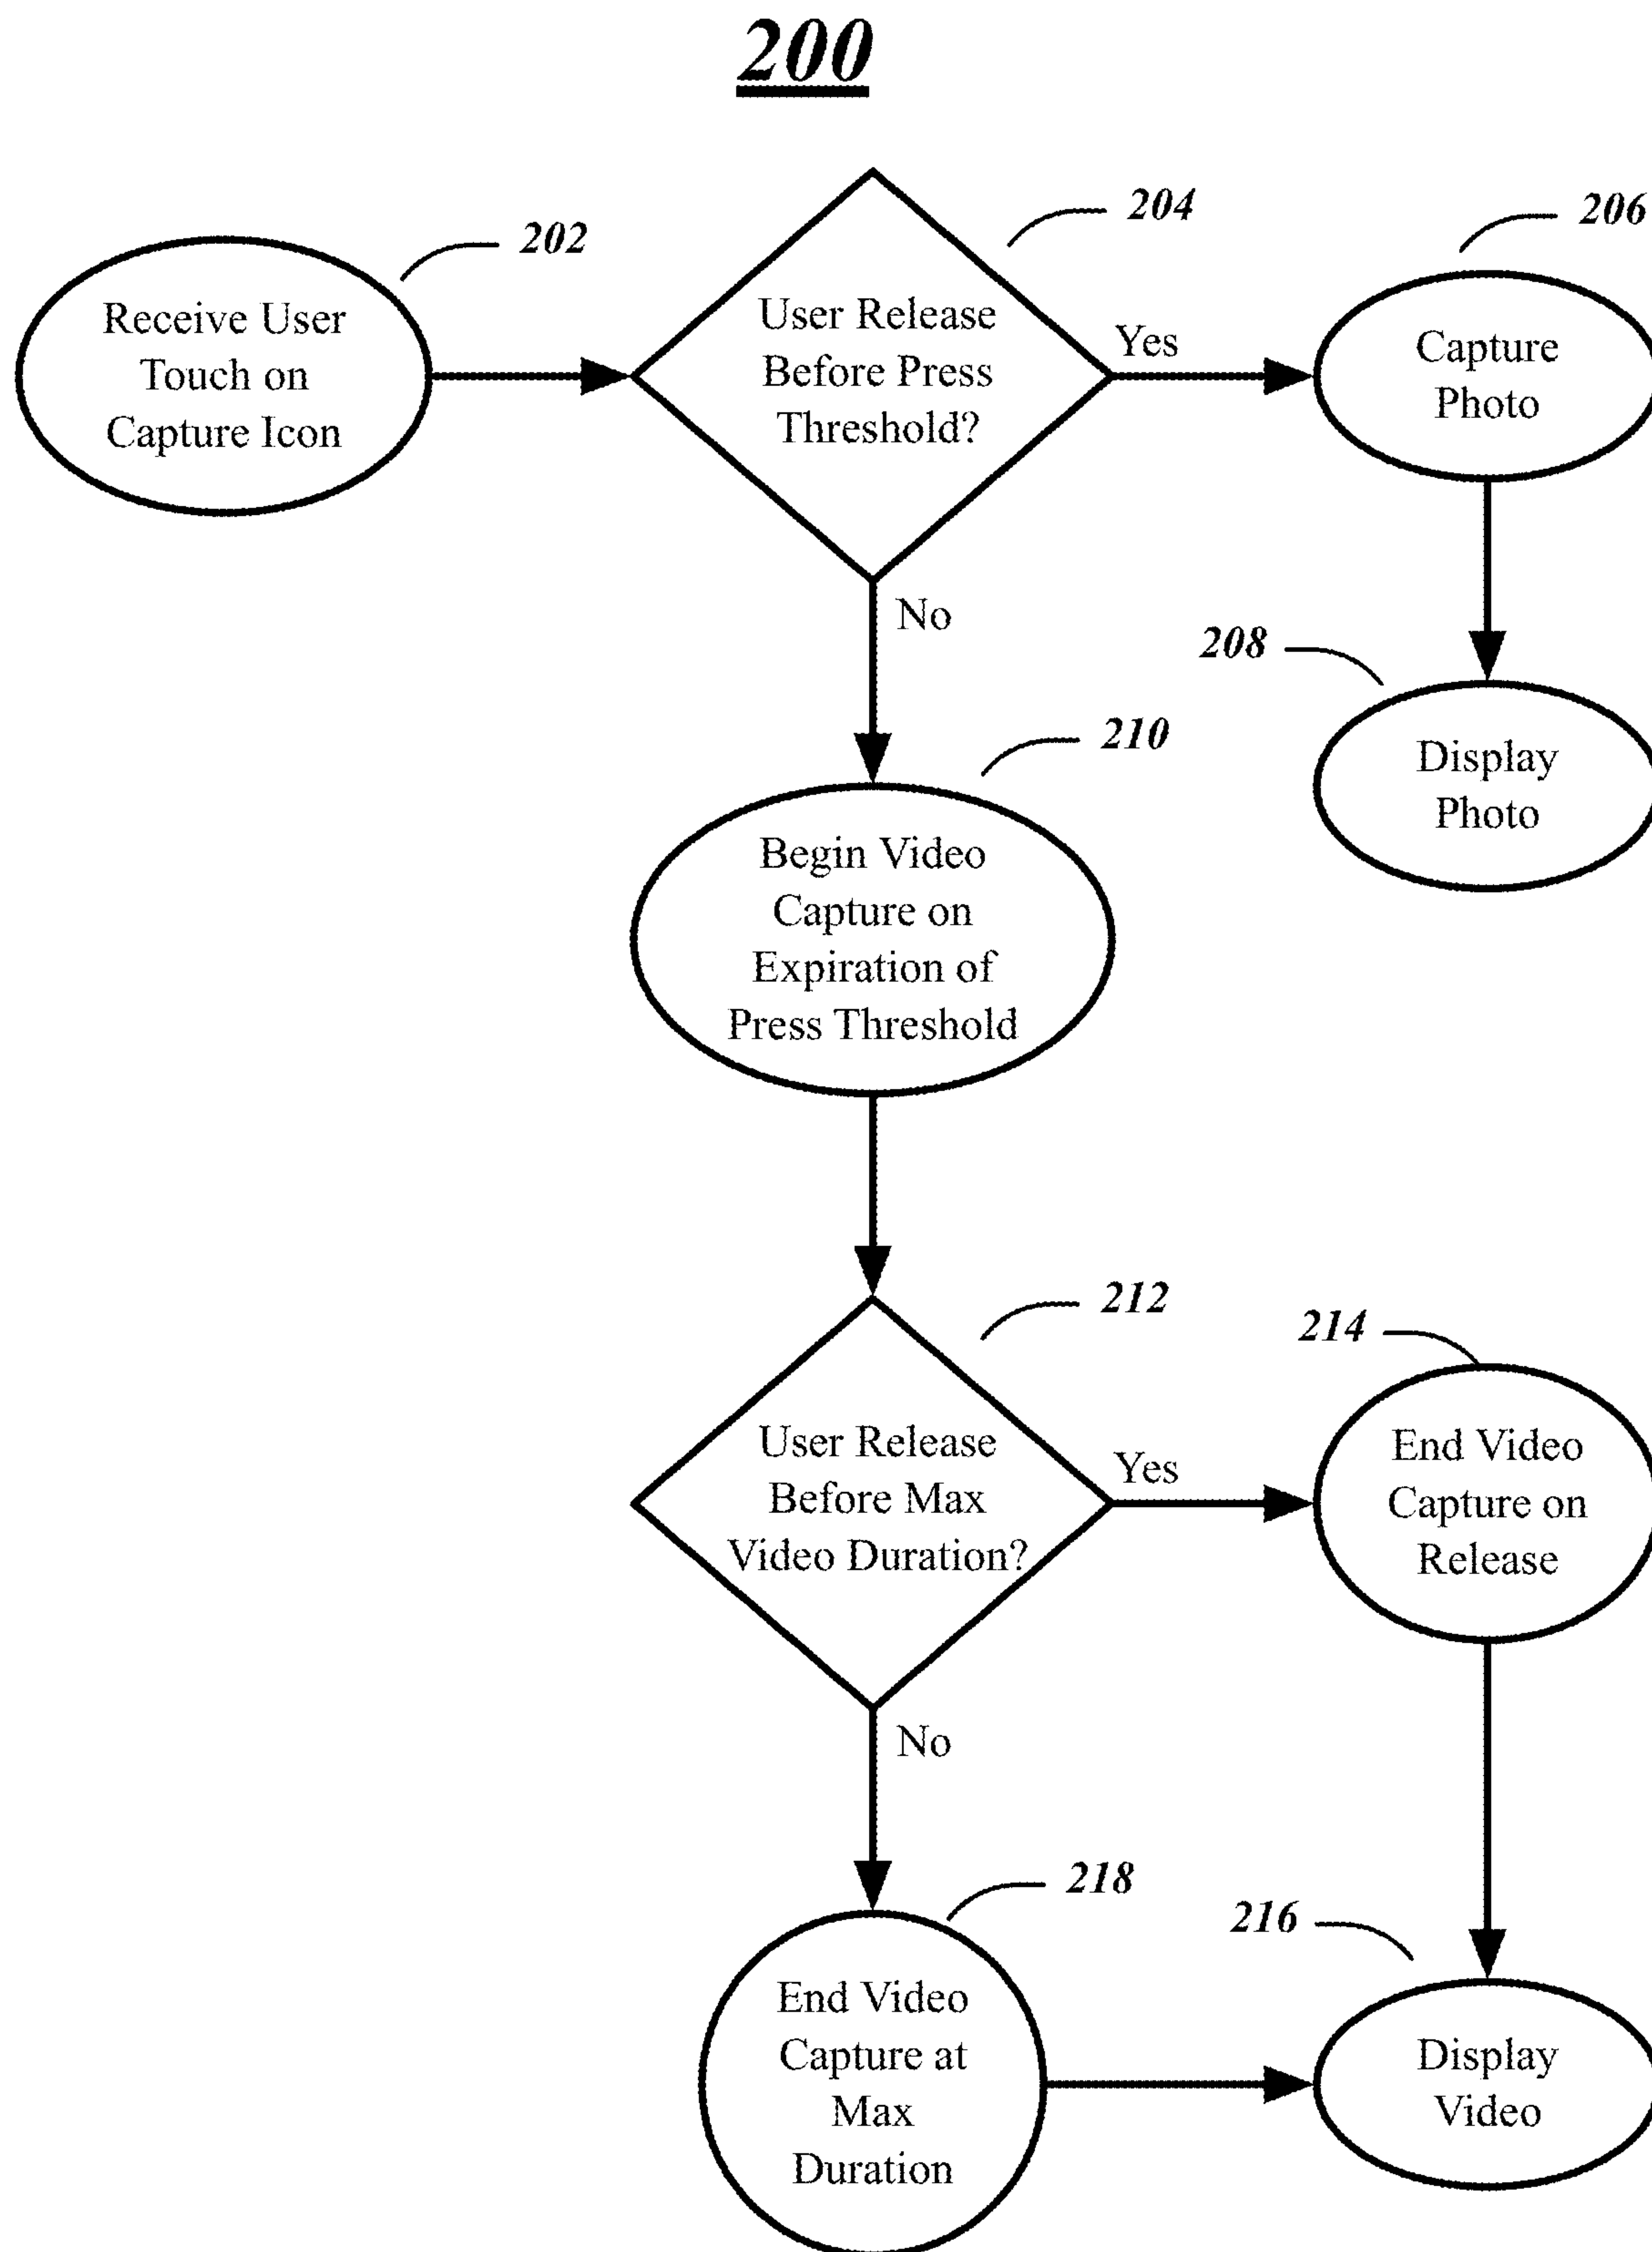 200
202
Receive User
Touch on
Capture Icon
204
User Release
Before Press
Threshold?
Yes
206
Capture
Photo
No
208
Display
Photo
210
Begin Video
Capture on
Expiration of
Press Threshold
212
User Release
Before Max
Video Duration?
Yes
214
End Video
Capture on
Release
No
218
End Video
Capture at
Max
Duration
216
Display
Video